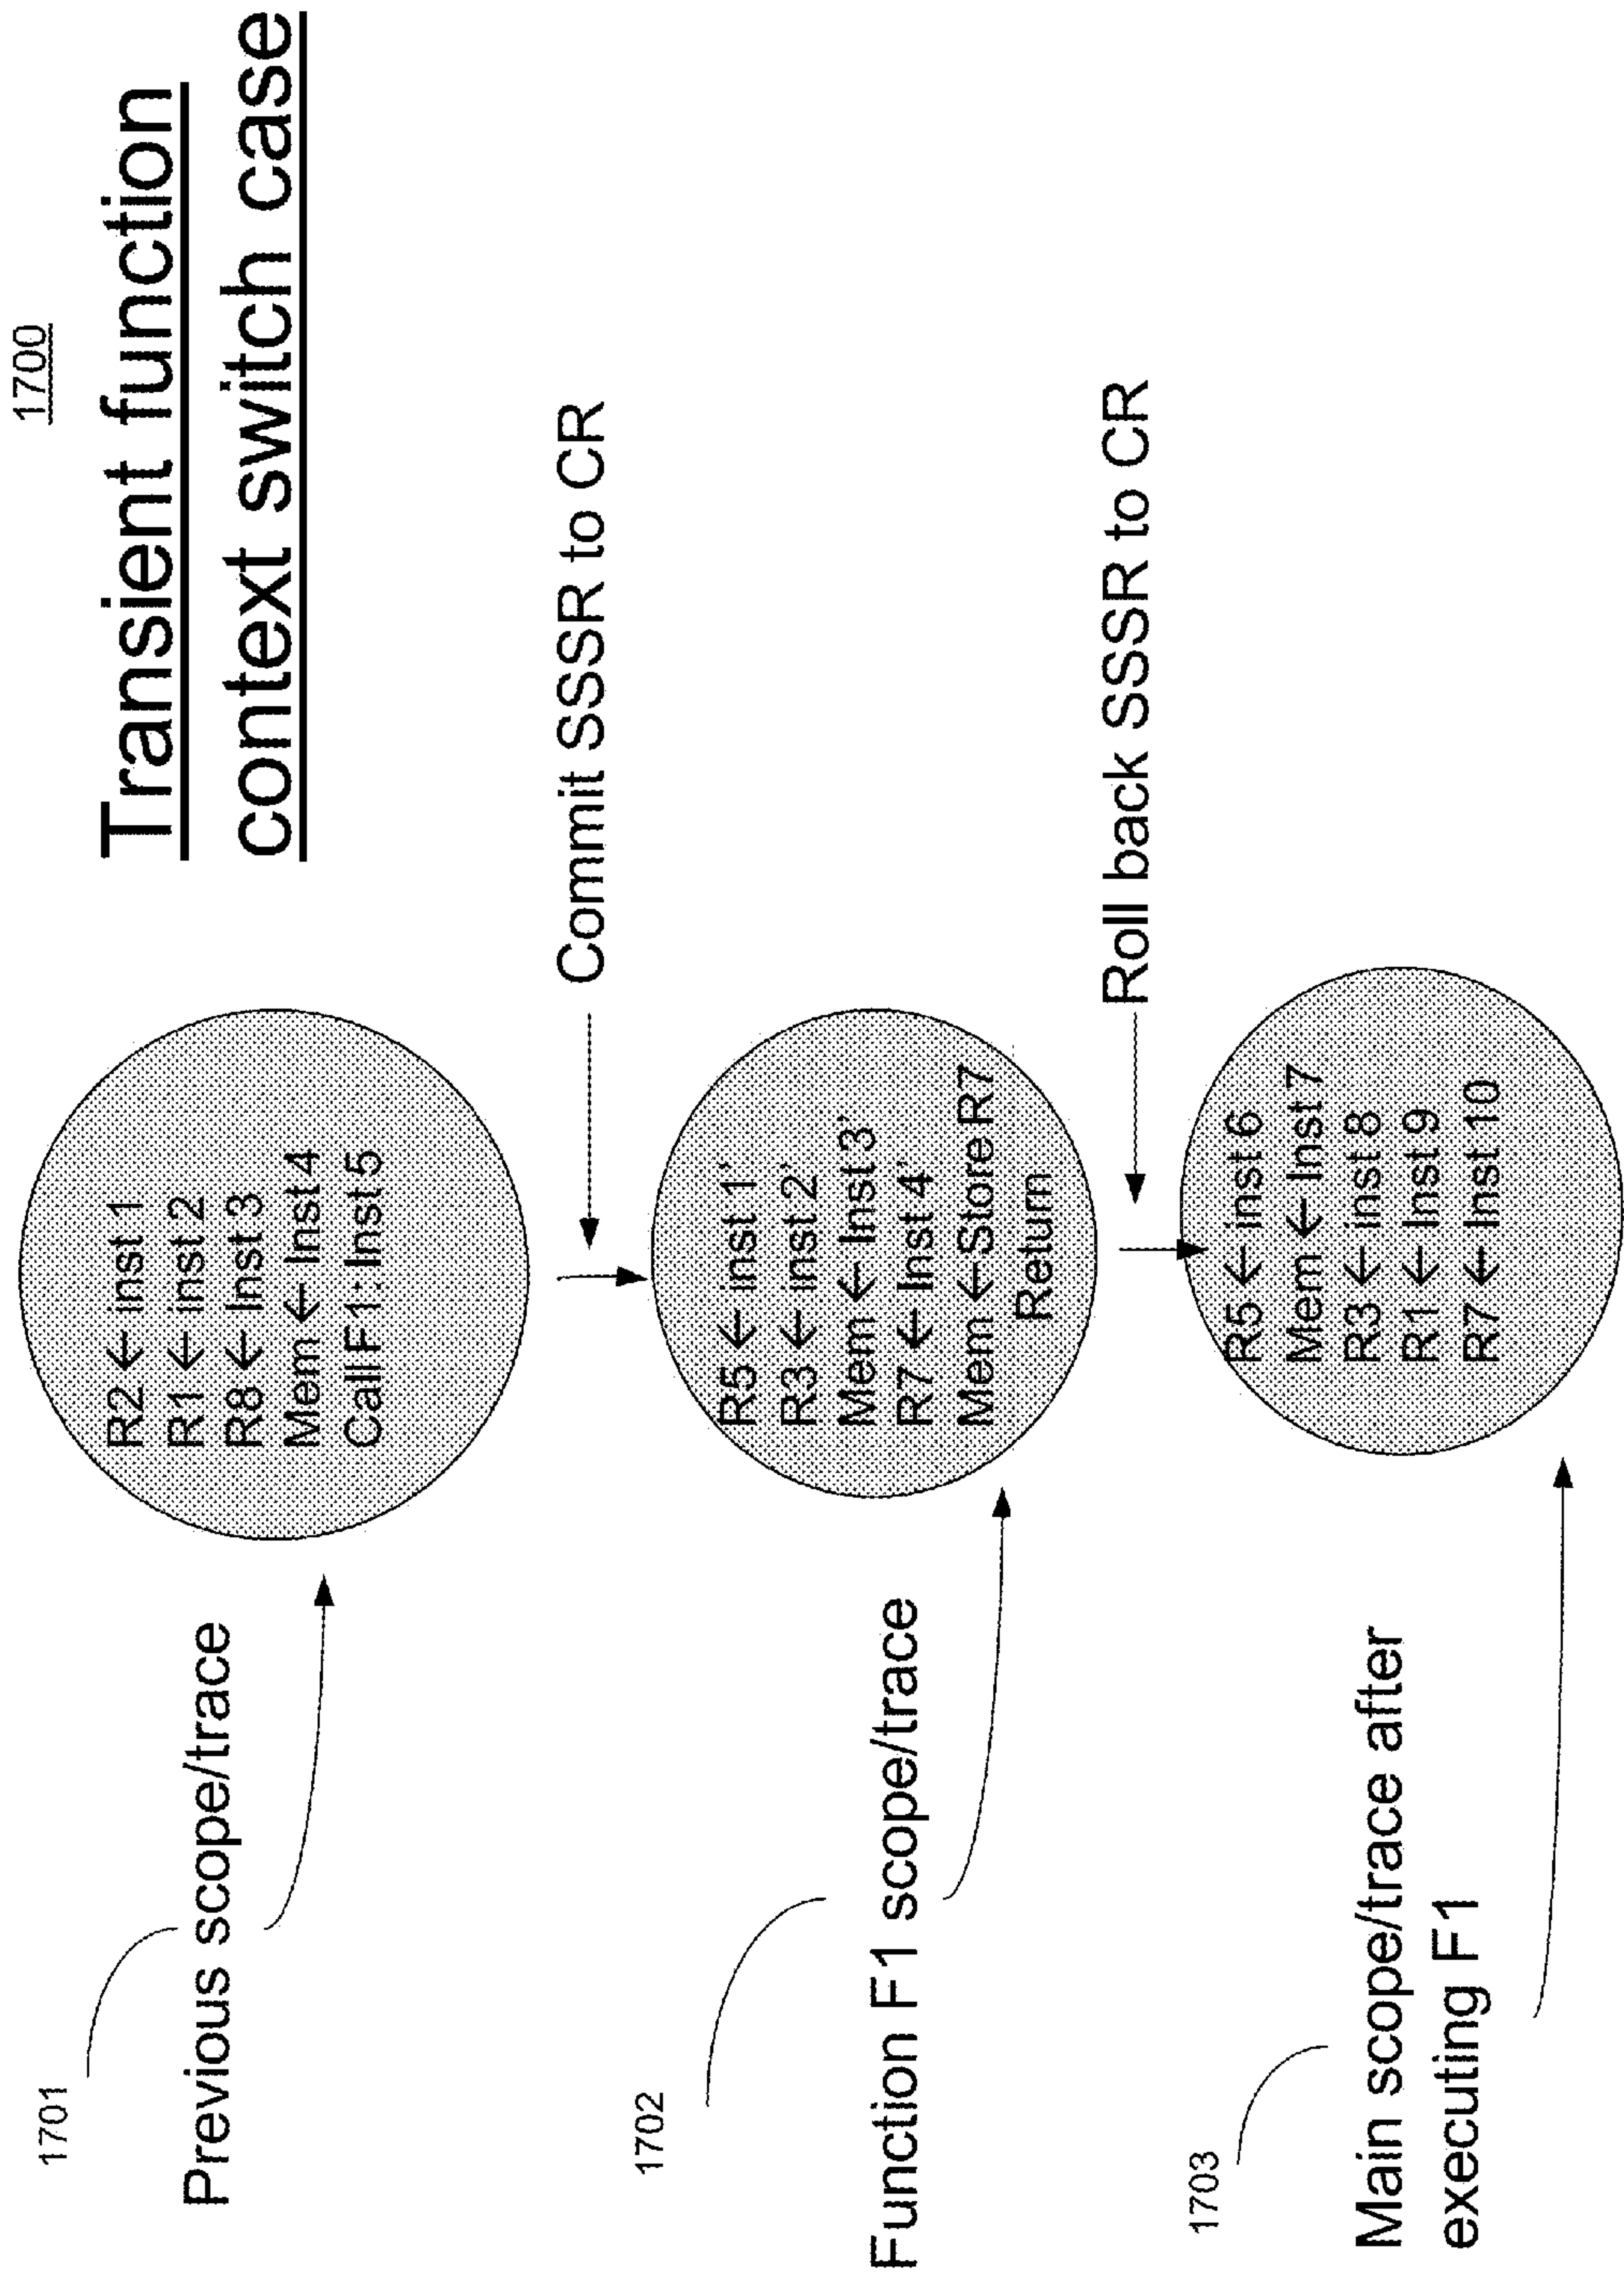 1700
Transient function
context switch case
1701
Previous scope/trace
R2 ← inst 1
R1 ← inst 2
R8 ← Inst 3
Mem ← Inst 4
Call F1: Inst 5
Commit SSSR to CR
1702
Function F1 scope/trace
R5 ← inst 1'
R3 ← inst 2'
Mem ← Inst 3'
R7 ← Inst 4'
Mem ← Store R7
Return
Roll back SSSR to CR
1703
Main scope/trace after
executing F1
R5 ← inst 6
Mem ← Inst 7
R3 ← inst 8
R1 ← Inst 9
R7 ← Inst 10